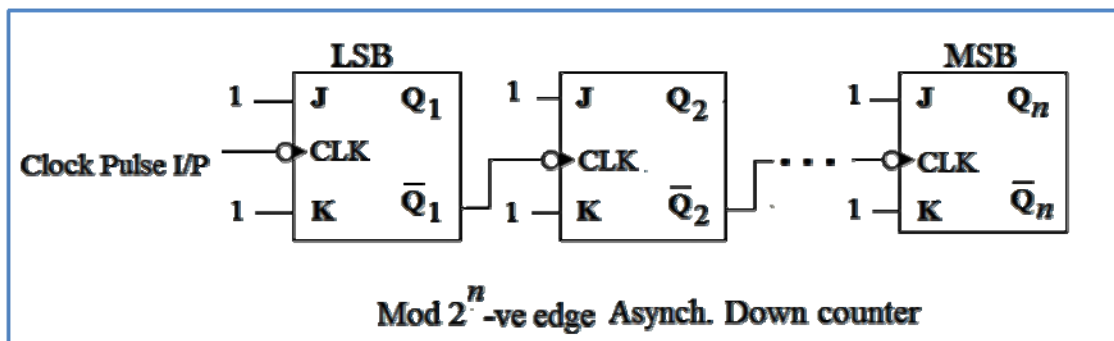 LSB MSB
1 J Q₁ 1 J Q₂ 1 J Qₙ
Clock Pulse I/P CLK CLK CLK
1 K Q̅₁ 1 K Q̅₂ 1 K Q̅ₙ
Mod 2ⁿ -ve edge Asynch. Down counter